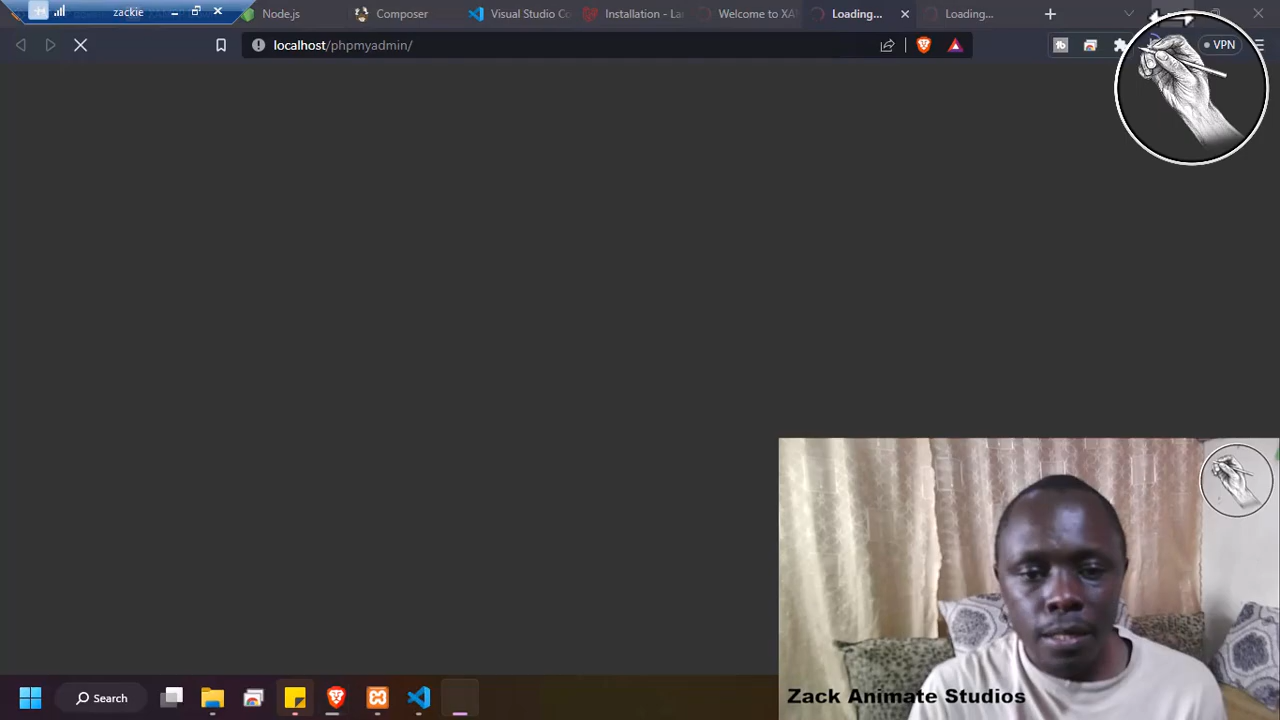 zackie
Node.js
Composer
Visual Studio Co
Installation - La
Welcome to XA
Loading...
Loading...
localhost/phpmyadmin/
VPN
Search
Zack Animate Studios